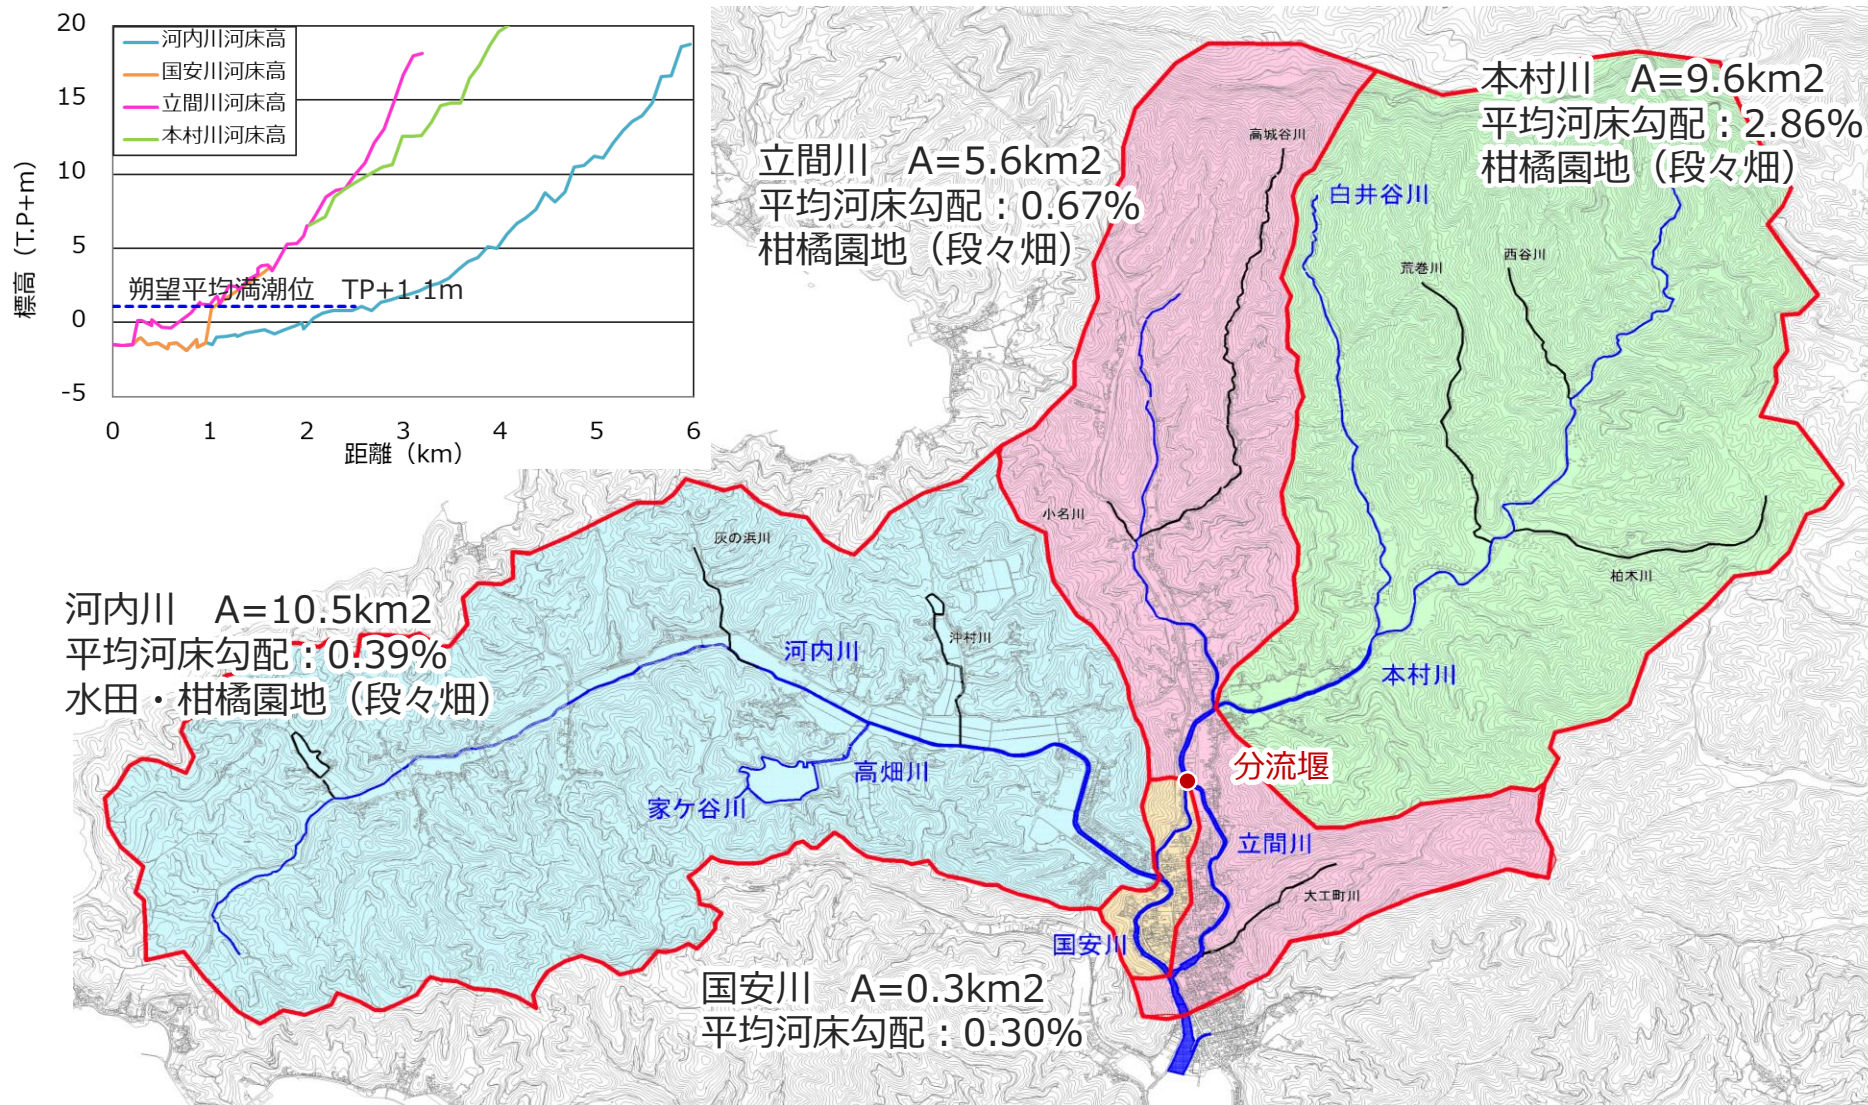 20
15
10
5
0
-5
標高（T.P+m）
河内川河床高
国安川河床高
立間川河床高
本村川河床高
朔望平均満潮位　TP+1.1m
0 1 2 3 4 5 6
距離（km）
本村川　A=9.6km2
平均河床勾配：2.86%
柑橘園地（段々畑）
立間川　A=5.6km2
平均河床勾配：0.67%
柑橘園地（段々畑）
高城谷川
白井谷川
荒巻川
西谷川
小名川
柏木川
灰の浜川
沖村川
河内川　A=10.5km2
平均河床勾配：0.39%
水田・柑橘園地（段々畑）
河内川
本村川
分流堰
高畑川
家ケ谷川
立間川
大工町川
国安川
国安川　A=0.3km2
平均河床勾配：0.30%